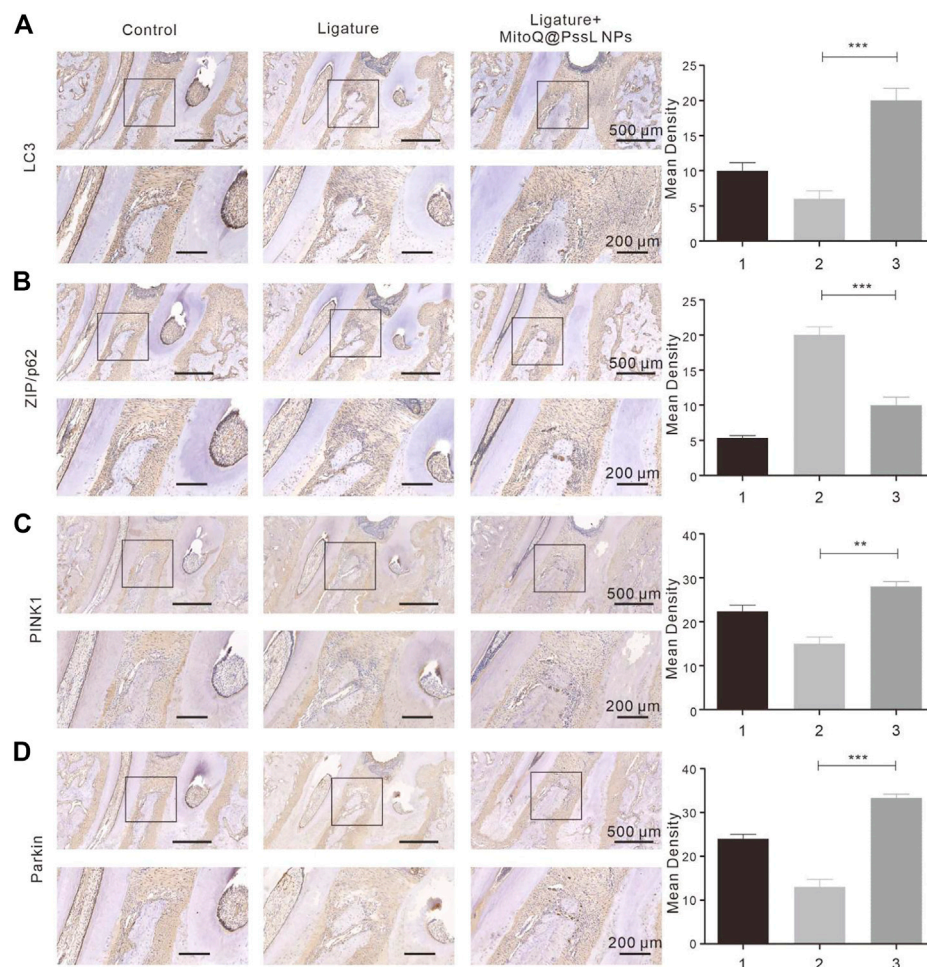 A
Control
Ligature
Ligature+
MitoQ@PssL NPs
LC3
500 µm
200 µm
Mean Density
25
20
15
10
5
0
1 2 3
***
B
ZIP/p62
500 µm
200 µm
Mean Density
25
20
15
10
5
0
1 2 3
***
C
PINK1
500 µm
200 µm
Mean Density
40
30
20
10
0
1 2 3
**
D
Parkin
500 µm
200 µm
Mean Density
40
30
20
10
0
1 2 3
***